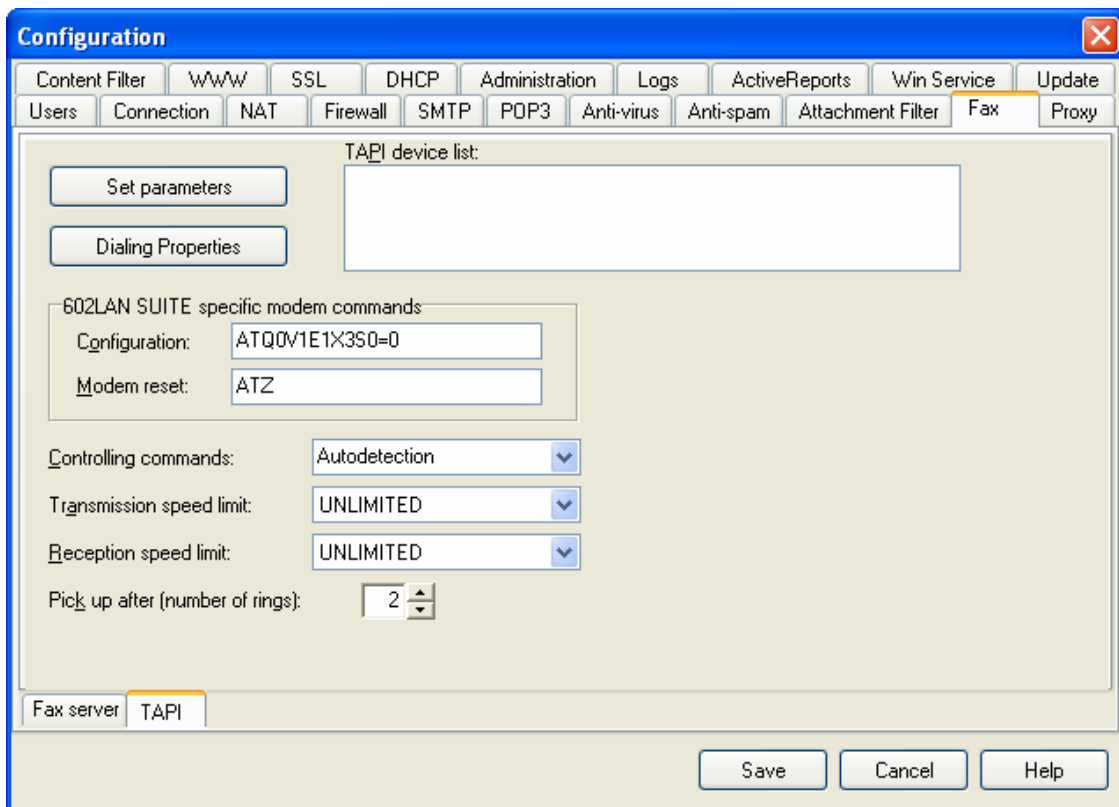 Configuration
Content Filter WWW SSL DHCP Administration Logs ActiveReports Win Service Update
Users Connection NAT Firewall SMTP POP3 Anti-virus Anti-spam Attachment Filter Fax Proxy
TAPI device list:
Set parameters
Dialing Properties
602LAN SUITE specific modem commands
Configuration: ATQ0V1E1X3S0=0
Modem reset: ATZ
Controlling commands: Autodetection
Transmission speed limit: UNLIMITED
Reception speed limit: UNLIMITED
Pick up after (number of rings): 2
Fax server TAPI
Save Cancel Help